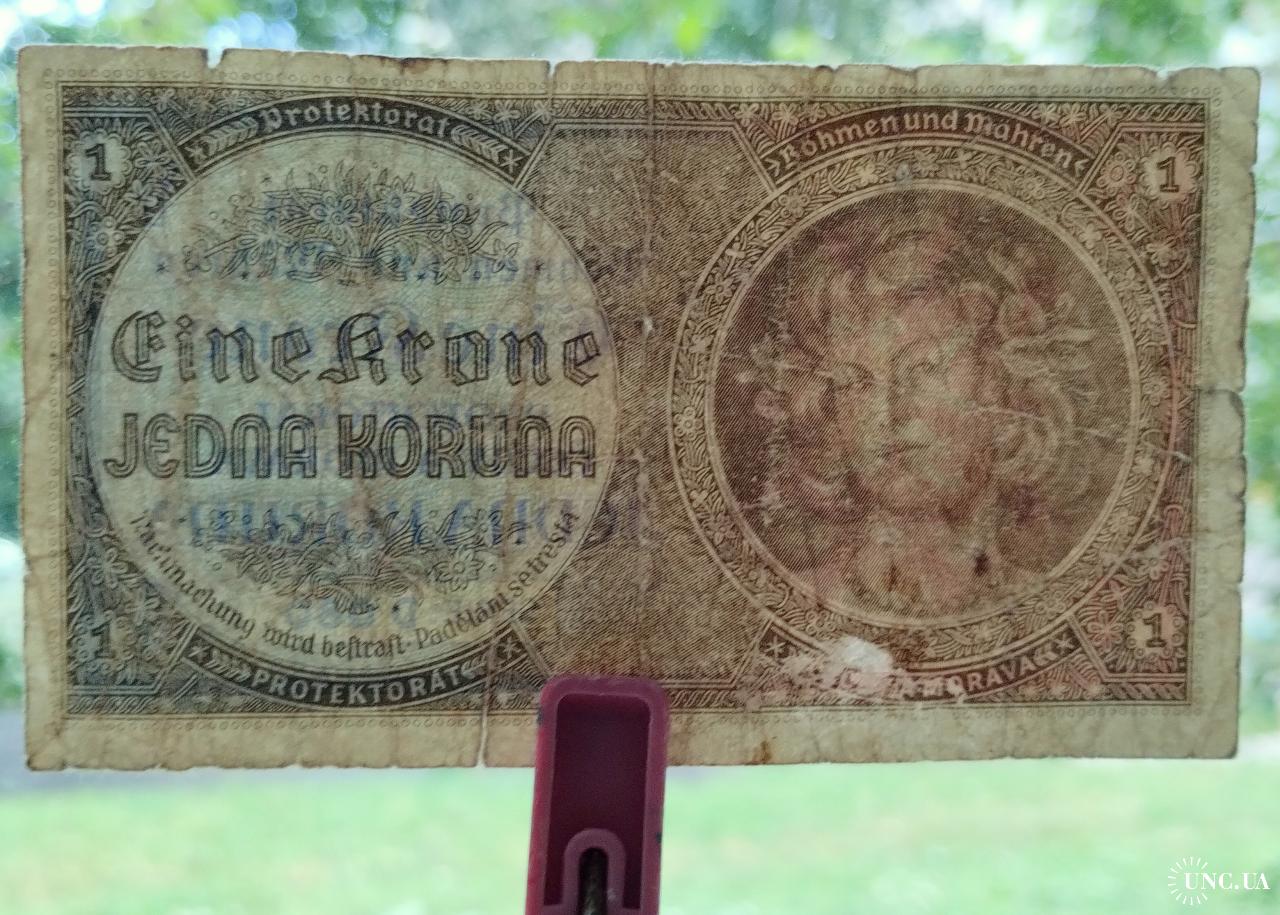 Protektorat
Böhmen und Mähren
1
1
Eine Krone
JEDNA KORUNA
wird bestraft · Padělání se trestá
PROTEKTORÁT
MORAVA
1
1
UNC.UA